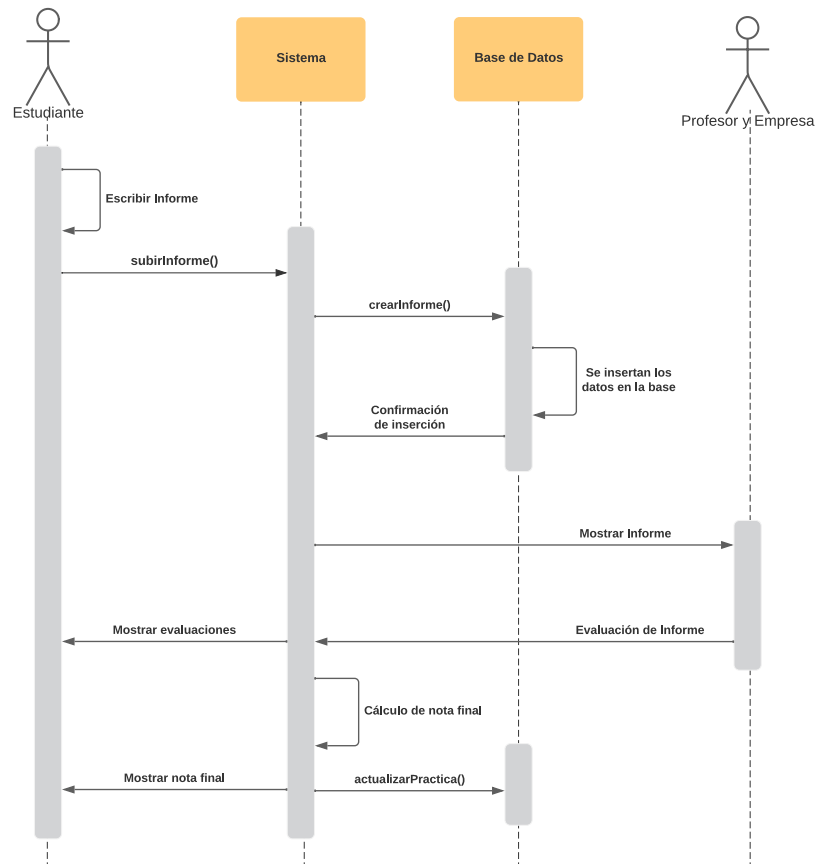 Sistema
Base de Datos
Estudiante
Profesor y Empresa
Escribir Informe
subirInforme()
crearInforme()
Se insertan los
datos en la base
Confirmación
de inserción
Mostrar Informe
Mostrar evaluaciones
Evaluación de Informe
Cálculo de nota final
Mostrar nota final
actualizarPractica()